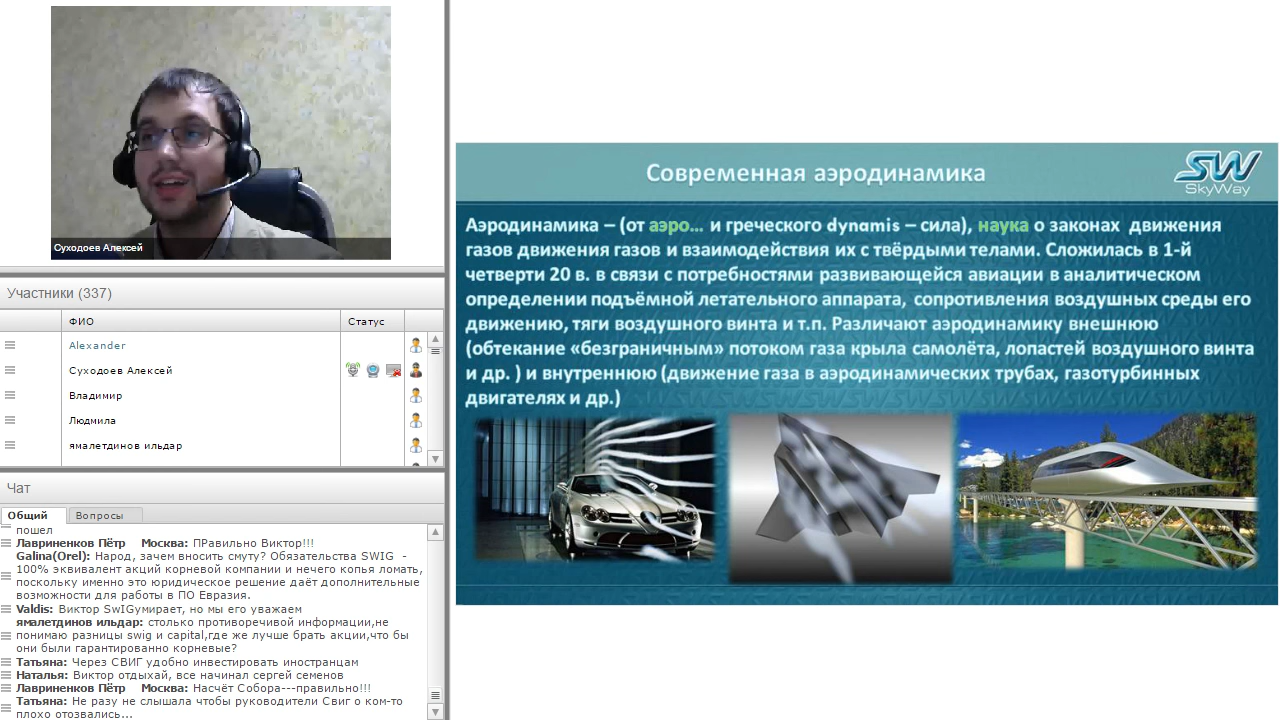 Суходоев Алексей
Участники (337)
ФИО
Статус
Alexander
Суходоев Алексей
Владимир
Людмила
ямалетдинов ильдар
Чат
Общий
Вопросы
пошел
Лавриненков Пётр Москва: ПРавильно Виктор!!!
Galina(Orel): Народ, зачем вносить смуту? Обязательства SWIG -
100% эквивалент акций корневой компании и нечего копья ломать,
поскольку именно это юридическое решение даёт дополнительные
возможности для работы в ПО Евразия.
Valdis: Виктор SwIGумирает, но мы его уважаем
ямалетдинов ильдар: столько противоречивой информации,не
понимаю разницы swig и capital,где же лучше брать акции,что бы
они были гарантированно корневые?
Татьяна: Через СВИГ удобно инвестировать иностранцам
Наталья: Виктор отдыхай, все начинал сергей семенов
Лавриненков Пётр Москва: Насчёт Собора---правильно!!!
Татьяна: Не разу не слышала чтобы руководители Свиг о ком-то
плохо отозвались...
Современная аэродинамика
SW
SkyWay
Аэродинамика – (от аэро... и греческого dynamis – сила), наука о законах движения
газов движения газов и взаимодействия их с твёрдыми телами. Сложилась в 1-й
четверти 20 в. в связи с потребностями развивающейся авиации в аналитическом
определении подъёмной летательного аппарата, сопротивления воздушных среды его
движению, тяги воздушного винта и т.п. Различают аэродинамику внешнюю
(обтекание «безграничным» потоком газа крыла самолёта, лопастей воздушного винта
и др. ) и внутреннюю (движение газа в аэродинамических трубах, газотурбинных
двигателях и др.)